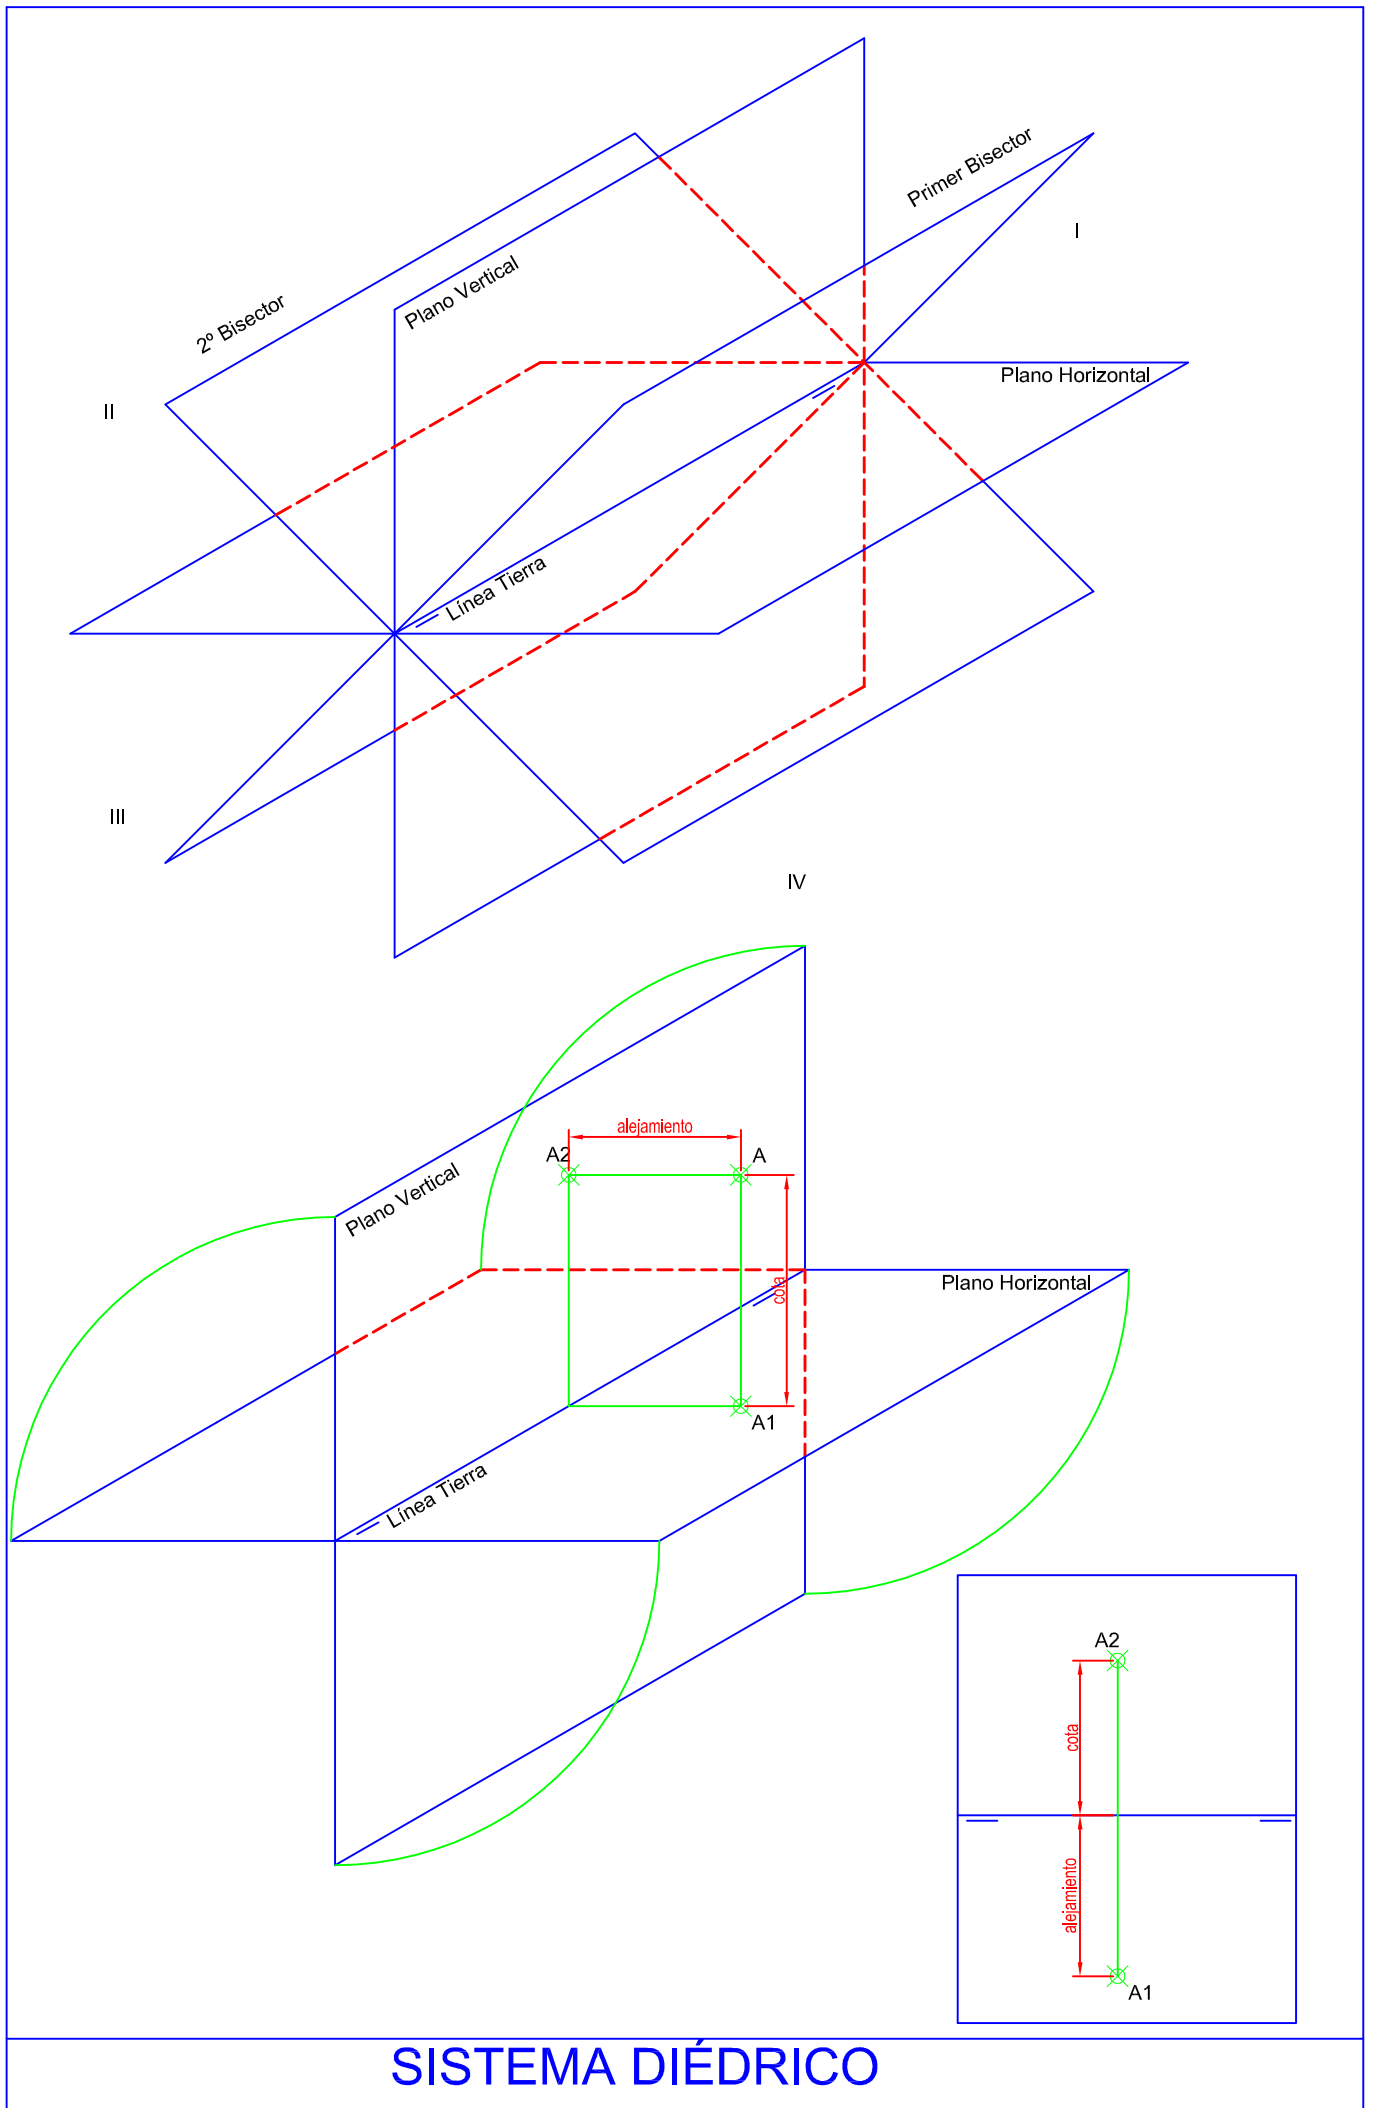 Primer Bisector
I
Plano Vertical
2º Bisector
Plano Horizontal
II
Línea Tierra
III
IV
alejamiento
A2
A
Plano Vertical
cota
Plano Horizontal
A1
Línea Tierra
A2
cota
alejamiento
A1
SISTEMA DIÉDRICO